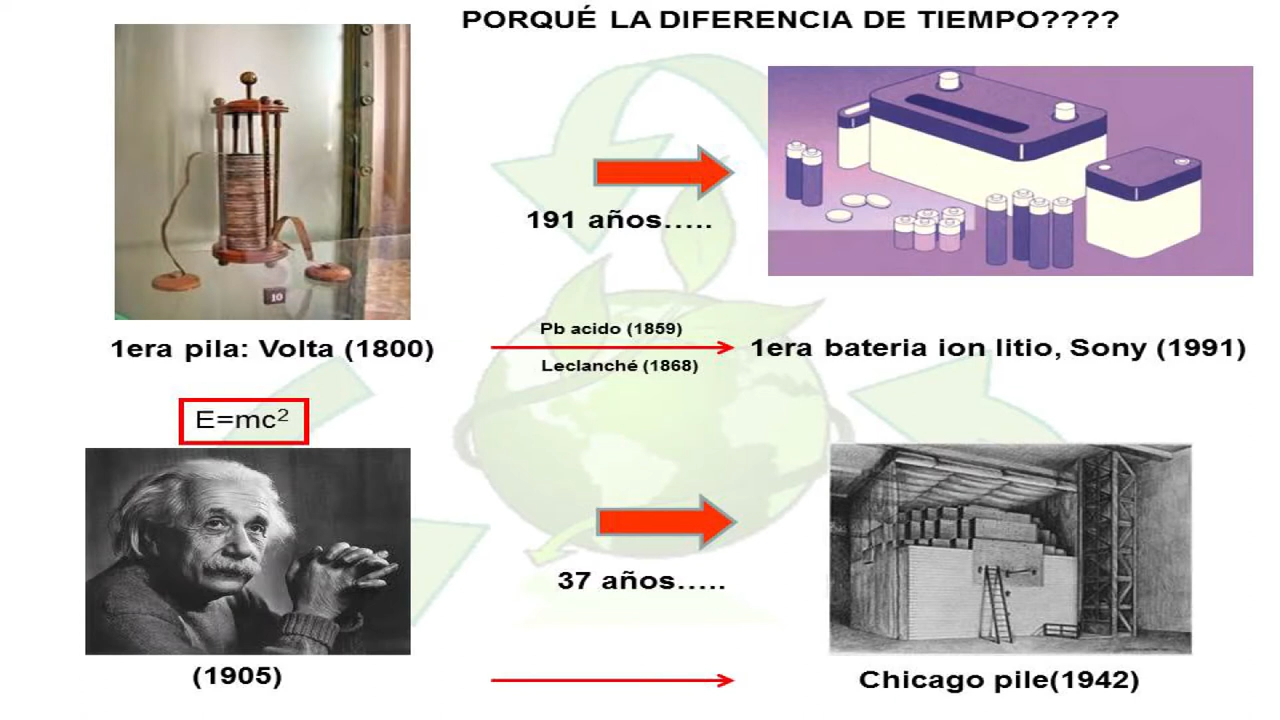 PORQUÉ LA DIFERENCIA DE TIEMPO????
191 años.....
10
1era pila: Volta (1800)
Pb acido (1859)
Leclanché (1868)
1era bateria ion litio, Sony (1991)
E=mc²
37 años.....
(1905)
Chicago pile(1942)